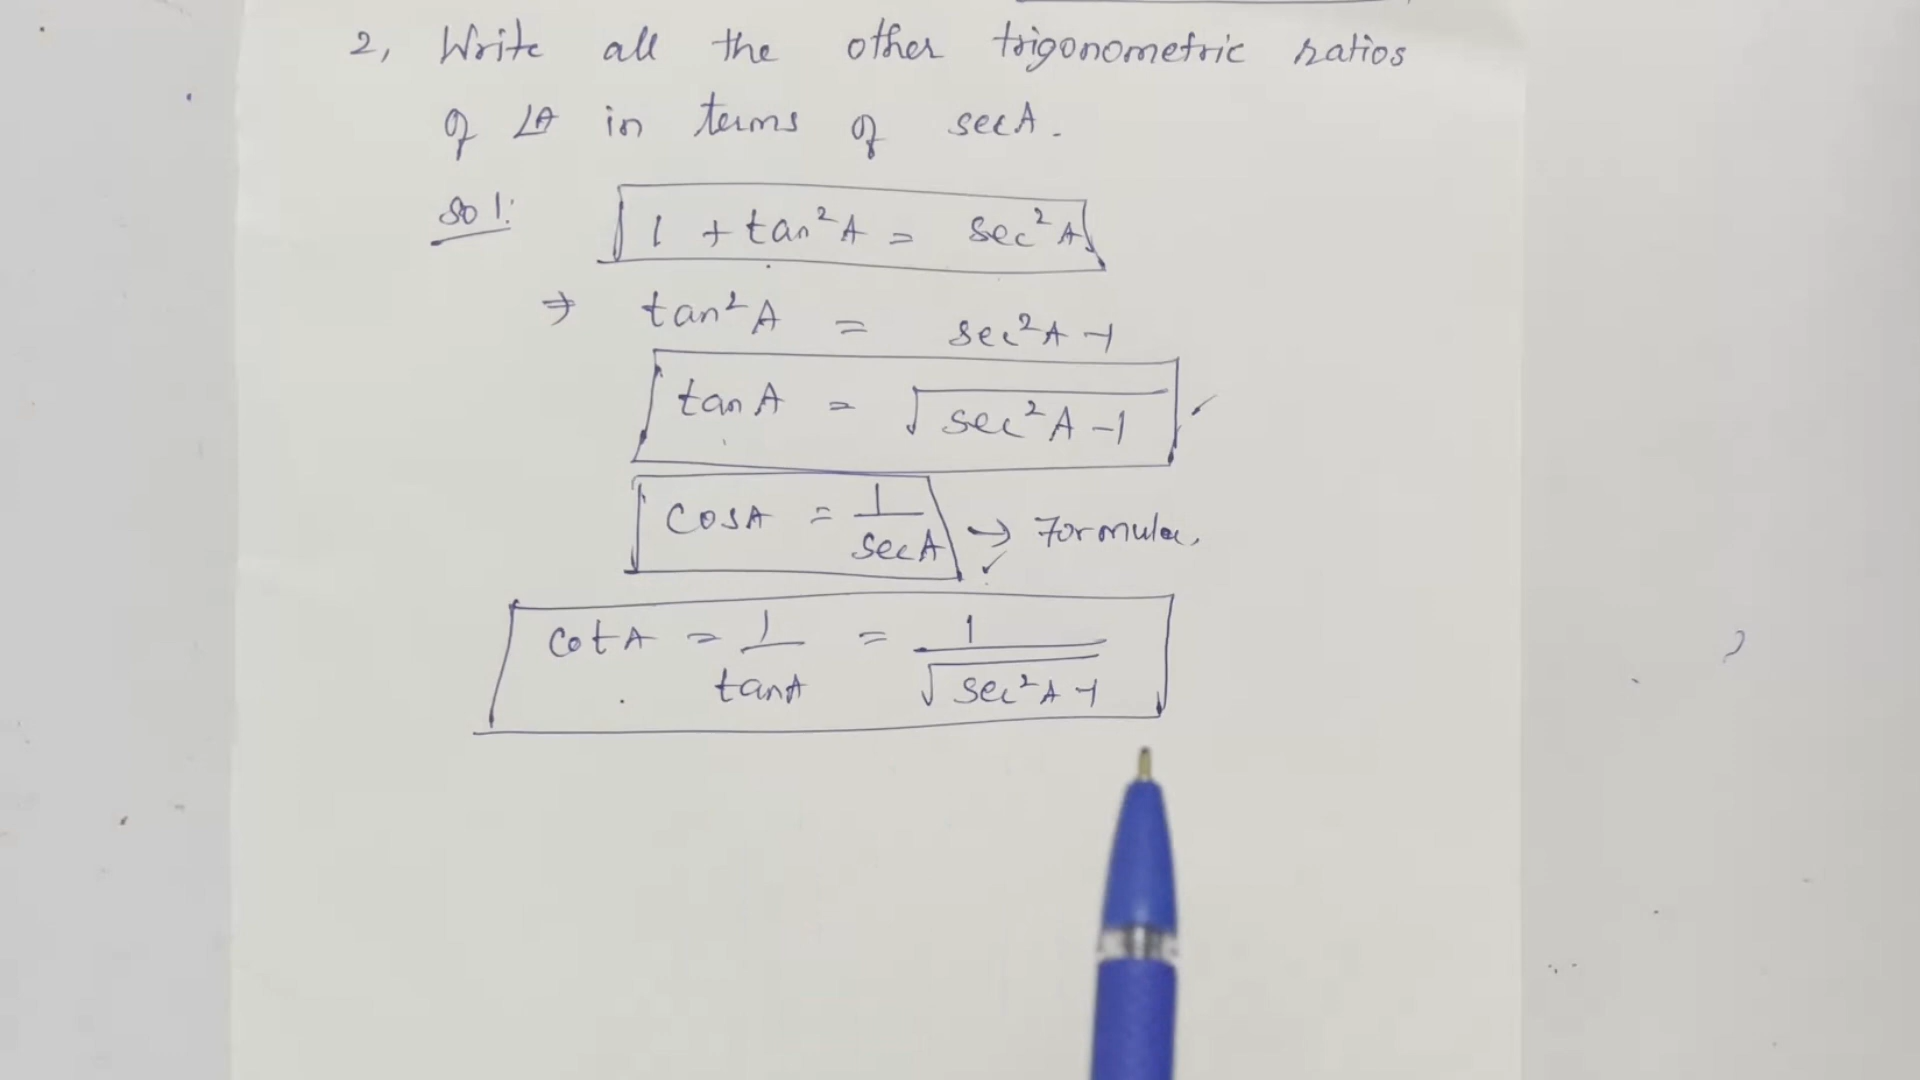 2, Write all the other trigonometric ratios
of ∠A in terms of secA.
Sol:
1 + tan²A = sec²A
⇒ tan²A = sec²A -1
tanA = √(sec²A -1)
cosA = 1/secA → Formula,
cotA = 1/tanA = 1/√(sec²A -1)